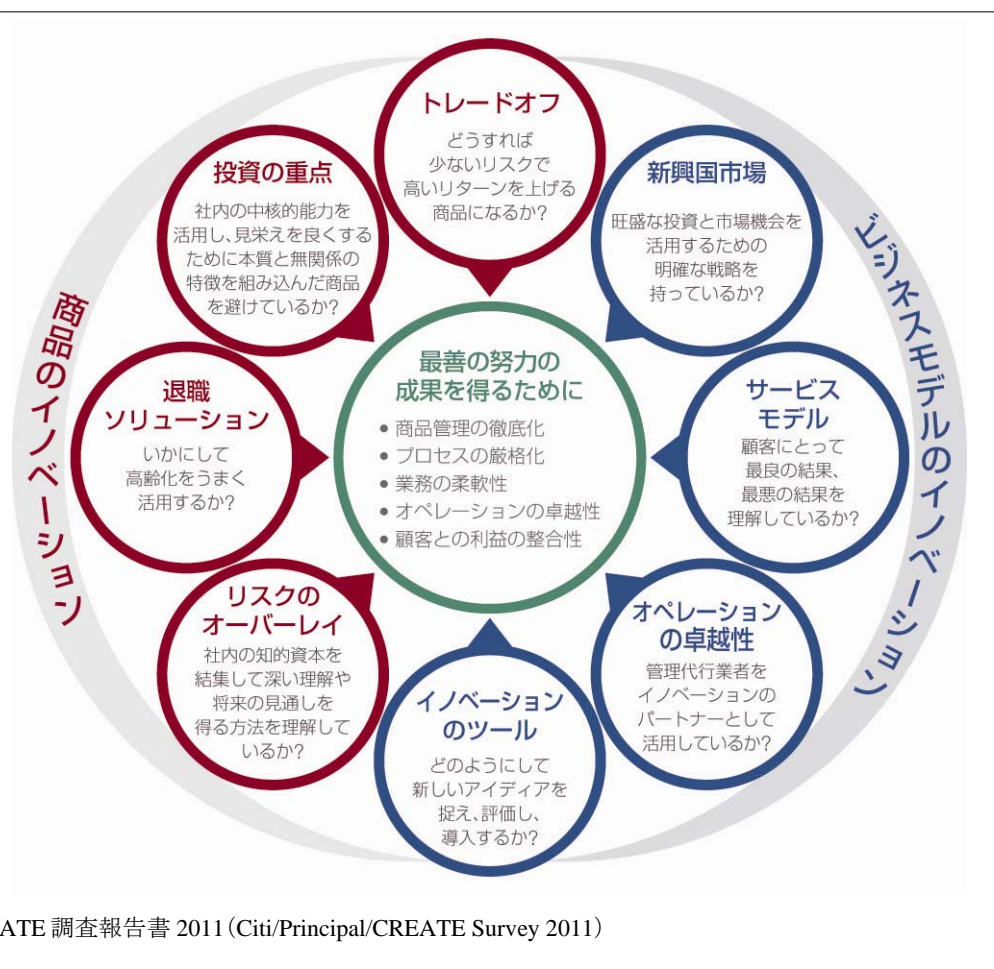 トレードオフ
どうすれば
少ないリスクで
高いリターンを上げる
商品になるか?
投資の重点
社内の中核的能力を
活用し、見栄えを良くする
ために本質と無関係の
特徴を組み込んだ商品
を避けているか?
新興国市場
旺盛な投資と市場機会を
活用するための
明確な戦略を
持っているか?
商品のイノベーション
ビジネスモデルのイノベーション
退職
ソリューション
いかにして
高齢化をうまく
活用するか?
最善の努力の
成果を得るために
• 商品管理の徹底化
• プロセスの厳格化
• 業務の柔軟性
• オペレーションの卓越性
• 顧客との利益の整合性
サービス
モデル
顧客にとって
最良の結果、
最悪の結果を
理解しているか?
リスクの
オーバーレイ
社内の知的資本を
結集して深い理解や
将来の見通しを
得る方法を理解して
いるか?
オペレーション
の卓越性
管理代行業者を
イノベーションの
パートナーとして
活用しているか?
イノベーション
のツール
どのようにして
新しいアイディアを
捉え、評価し、
導入するか?
ATE 調査報告書 2011(Citi/Principal/CREATE Survey 2011)